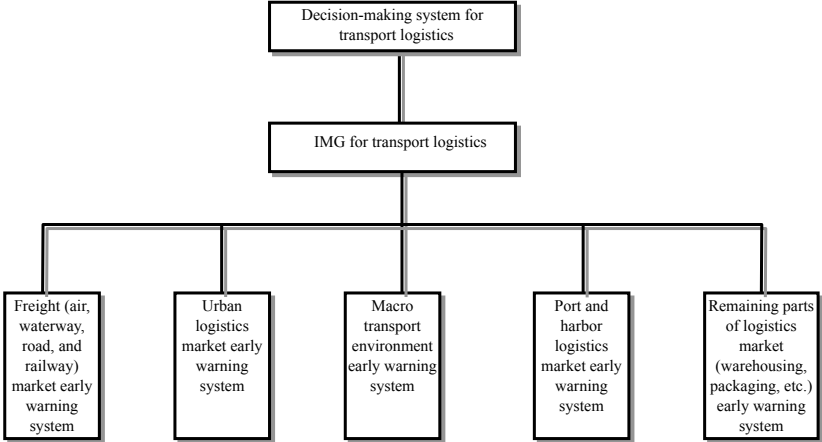 Decision-making system for
transport logistics
IMG for transport logistics
Freight (air,
waterway,
road, and
railway)
market early
warning
system
Urban
logistics
market early
warning
system
Macro
transport
environment
early warning
system
Port and
harbor
logistics
market early
warning
system
Remaining parts
of logistics
market
(warehousing,
packaging, etc.)
early warning
system